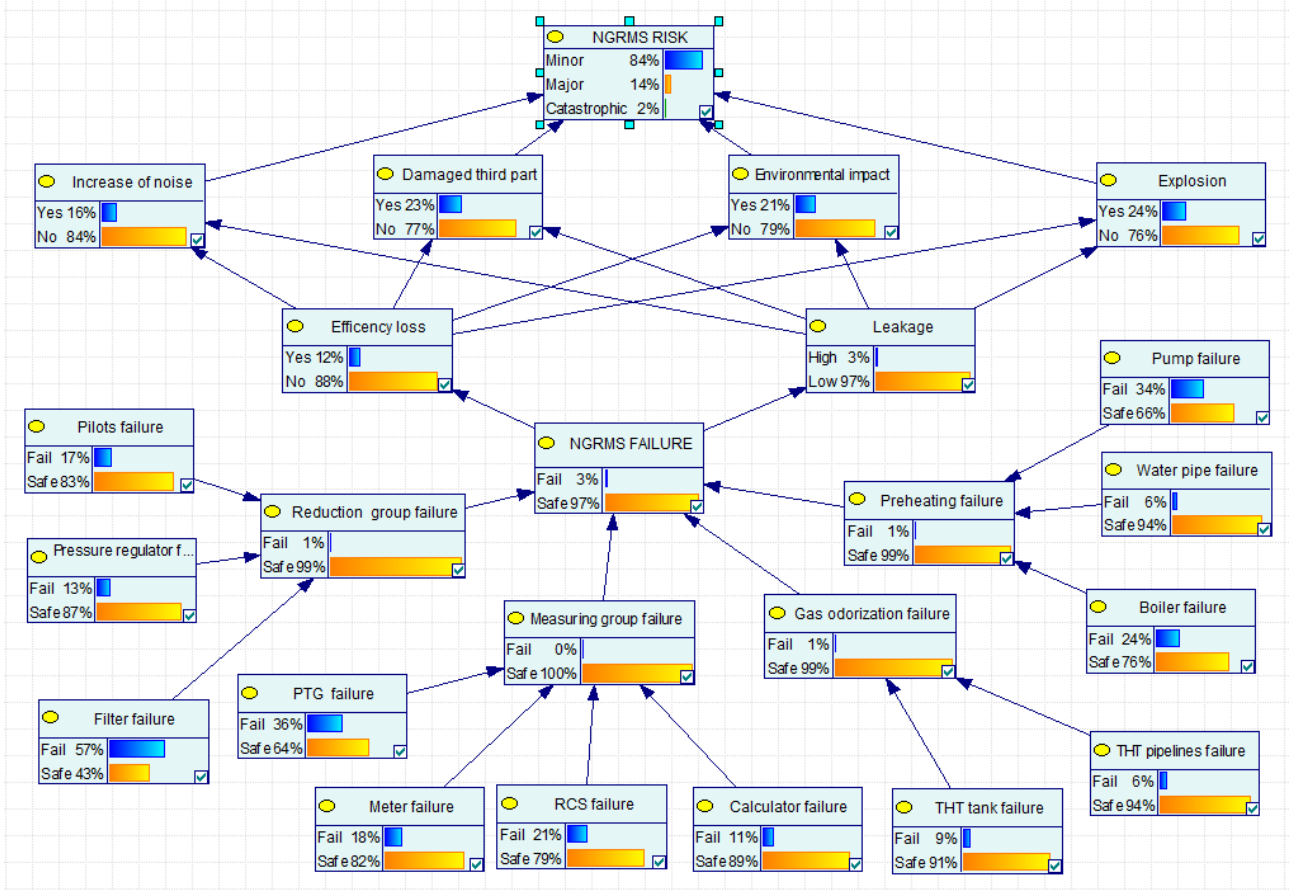 NGRMS RISK
Minor 84%
Major 14%
Catastrophic 2%
Increase of noise
Yes 16%
No 84%
Damaged third part
Yes 23%
No 77%
Environmental impact
Yes 21%
No 79%
Explosion
Yes 24%
No 76%
Efficency loss
Yes 12%
No 88%
Leakage
High 3%
Low 97%
Pump failure
Fail 34%
Safe 66%
Pilots failure
Fail 17%
Safe 83%
NGRMS FAILURE
Fail 3%
Safe 97%
Water pipe failure
Fail 6%
Safe 94%
Reduction group failure
Fail 1%
Safe 99%
Preheating failure
Fail 1%
Safe 99%
Pressure regulator f...
Fail 13%
Safe 87%
Measuring group failure
Fail 0%
Safe 100%
Gas odorization failure
Fail 1%
Safe 99%
Boiler failure
Fail 24%
Safe 76%
PTG failure
Fail 36%
Safe 64%
Filter failure
Fail 57%
Safe 43%
THT pipelines failure
Fail 6%
Safe 94%
Meter failure
Fail 18%
Safe 82%
RCS failure
Fail 21%
Safe 79%
Calculator failure
Fail 11%
Safe 89%
THT tank failure
Fail 9%
Safe 91%